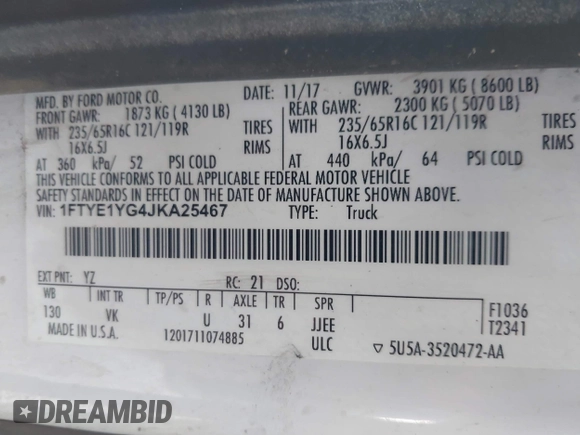 MFD. BY FORD MOTOR CO.
11/17 GVWR: 3901 KG ( 8600 LB)
FRONT GAWR: 1873 KG ( 4130 LB)
REAR GAWR: 2300 KG ( 5070 LB)
WITH 235/65R16C 121/119R TIRES
WITH 235/65R16C 121/119R TIRES
16X6.5J RIMS
16X6.5J RIMS
AT 360 kPa/ 52 PSI COLD
AT 440 kPa/ 64 PSI COLD
THIS VEHICLE CONFORMS TO ALL APPLICABLE FEDERAL MOTOR VEHICLE
SAFETY STANDARDS IN EFFECT ON THE DATE OF MANUFACTURE SHOWN ABOVE.
VIN: 1FTYE1YG4JKA25467 TYPE: Truck
EXT PNT: YZ RC: 21 DSO:
WB INT TR TP/PS R AXLE TR SPR
130 VK U 31 6 JJEE
F1036
T2341
MADE IN U.S.A. 1201711074885 ULC
▽ 5U5A-3520472-AA
DREAMBID